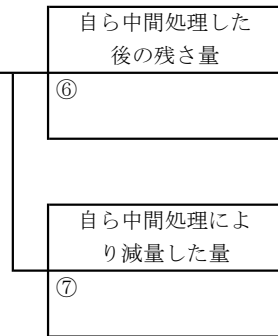 自ら中間処理した
後の残さ量
⑥
自ら中間処理によ
り減量した量
⑦